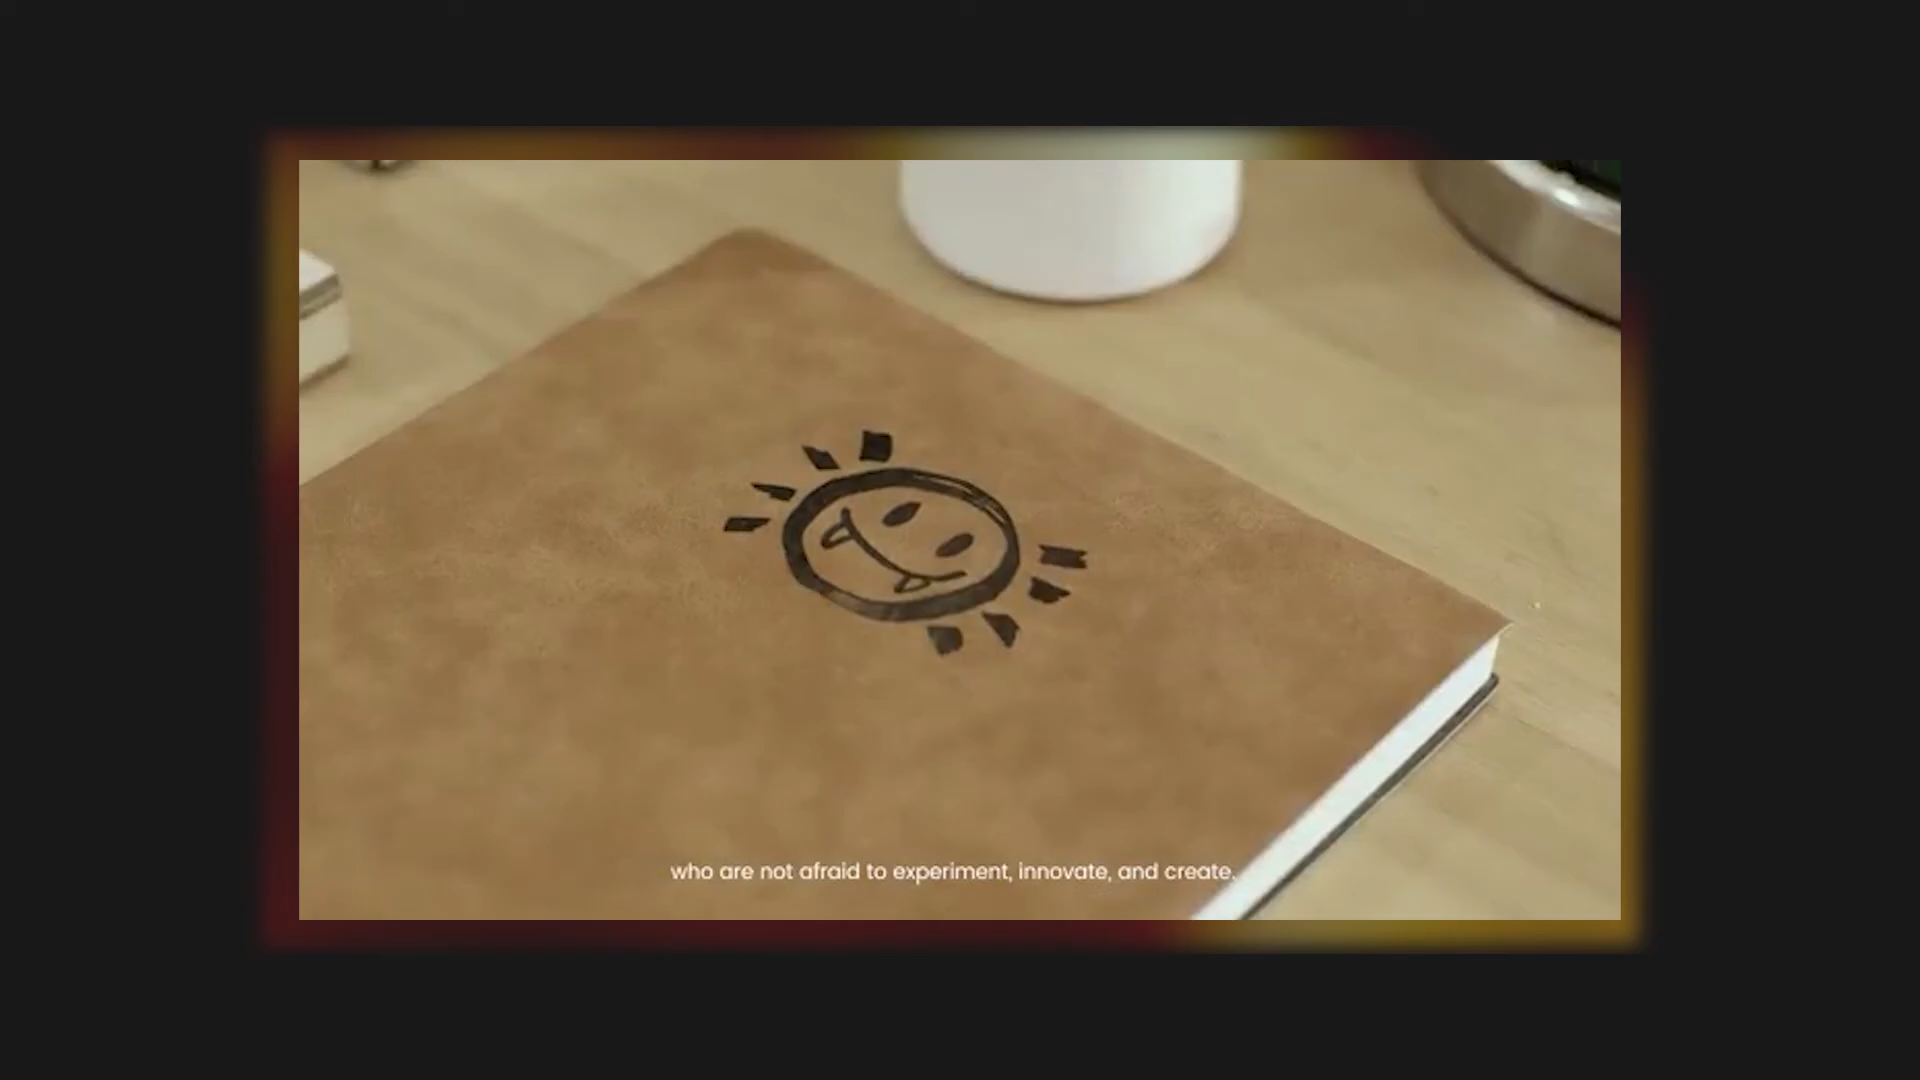 who are not afraid to experiment, innovate, and create.